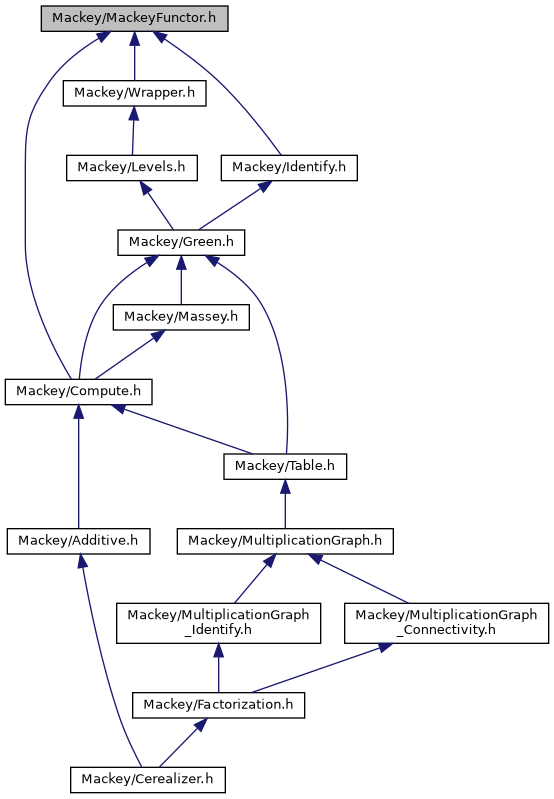 Mackey/MackeyFunctor.h
Mackey/Wrapper.h
Mackey/Levels.h
Mackey/Identify.h
Mackey/Green.h
Mackey/Massey.h
Mackey/Compute.h
Mackey/Table.h
Mackey/Additive.h
Mackey/MultiplicationGraph.h
Mackey/MultiplicationGraph
_Identify.h
Mackey/MultiplicationGraph
_Connectivity.h
Mackey/Factorization.h
Mackey/Cerealizer.h